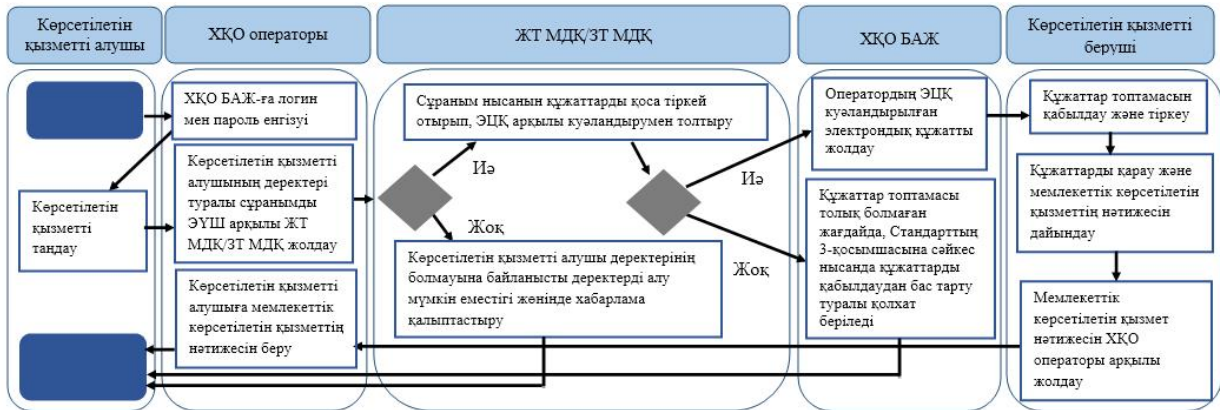 Көрсетілетін
қызметті алушы
ХҚО операторы
ЖТ МДҚ/ЗТ МДҚ
ХҚО БАЖ
Көрсетілетін қызметті
беруші
ХҚО БАЖ-ға логин
мен пароль енгізуі
Көрсетілетін
қызметті
таңдау
Көрсетілетін қызметті
алушының деректері
туралы сұранымды
ЭҮШ арқылы ЖТ
МДҚ/ЗТ МДҚ жолдау
Көрсетілетін қызметті
алушыға мемлекеттік
көрсетілетін қызметтің
нәтижесін беру
Сұраным нысанын құжаттарды қоса тіркей
отырып, ЭЦҚ арқылы куәландырумен толтыру
Иә
Жоқ
Көрсетілетін қызметті алушы деректерінің
болмауына байланысты деректерді алу
мүмкін еместігі жөнінде хабарлама
қалыптастыру
Иә
Жоқ
Оператордың ЭЦҚ
куәландырылған
электрондық құжатты
жолдау
Құжаттар топтамасы
толық болмаған
жағдайда, Стандарттың
3-қосымшасына сәйкес
нысанда құжаттарды
қабылдаудан бас тарту
туралы қолхат
беріледі
Құжаттар топтамасын
қабылдау және тіркеу
Құжаттарды қарау және
мемлекеттік көрсетілетін
қызметтің нәтижесін
дайындау
Мемлекеттік
көрсетілетін қызмет
нәтижесін ХҚО
операторы арқылы
жолдау